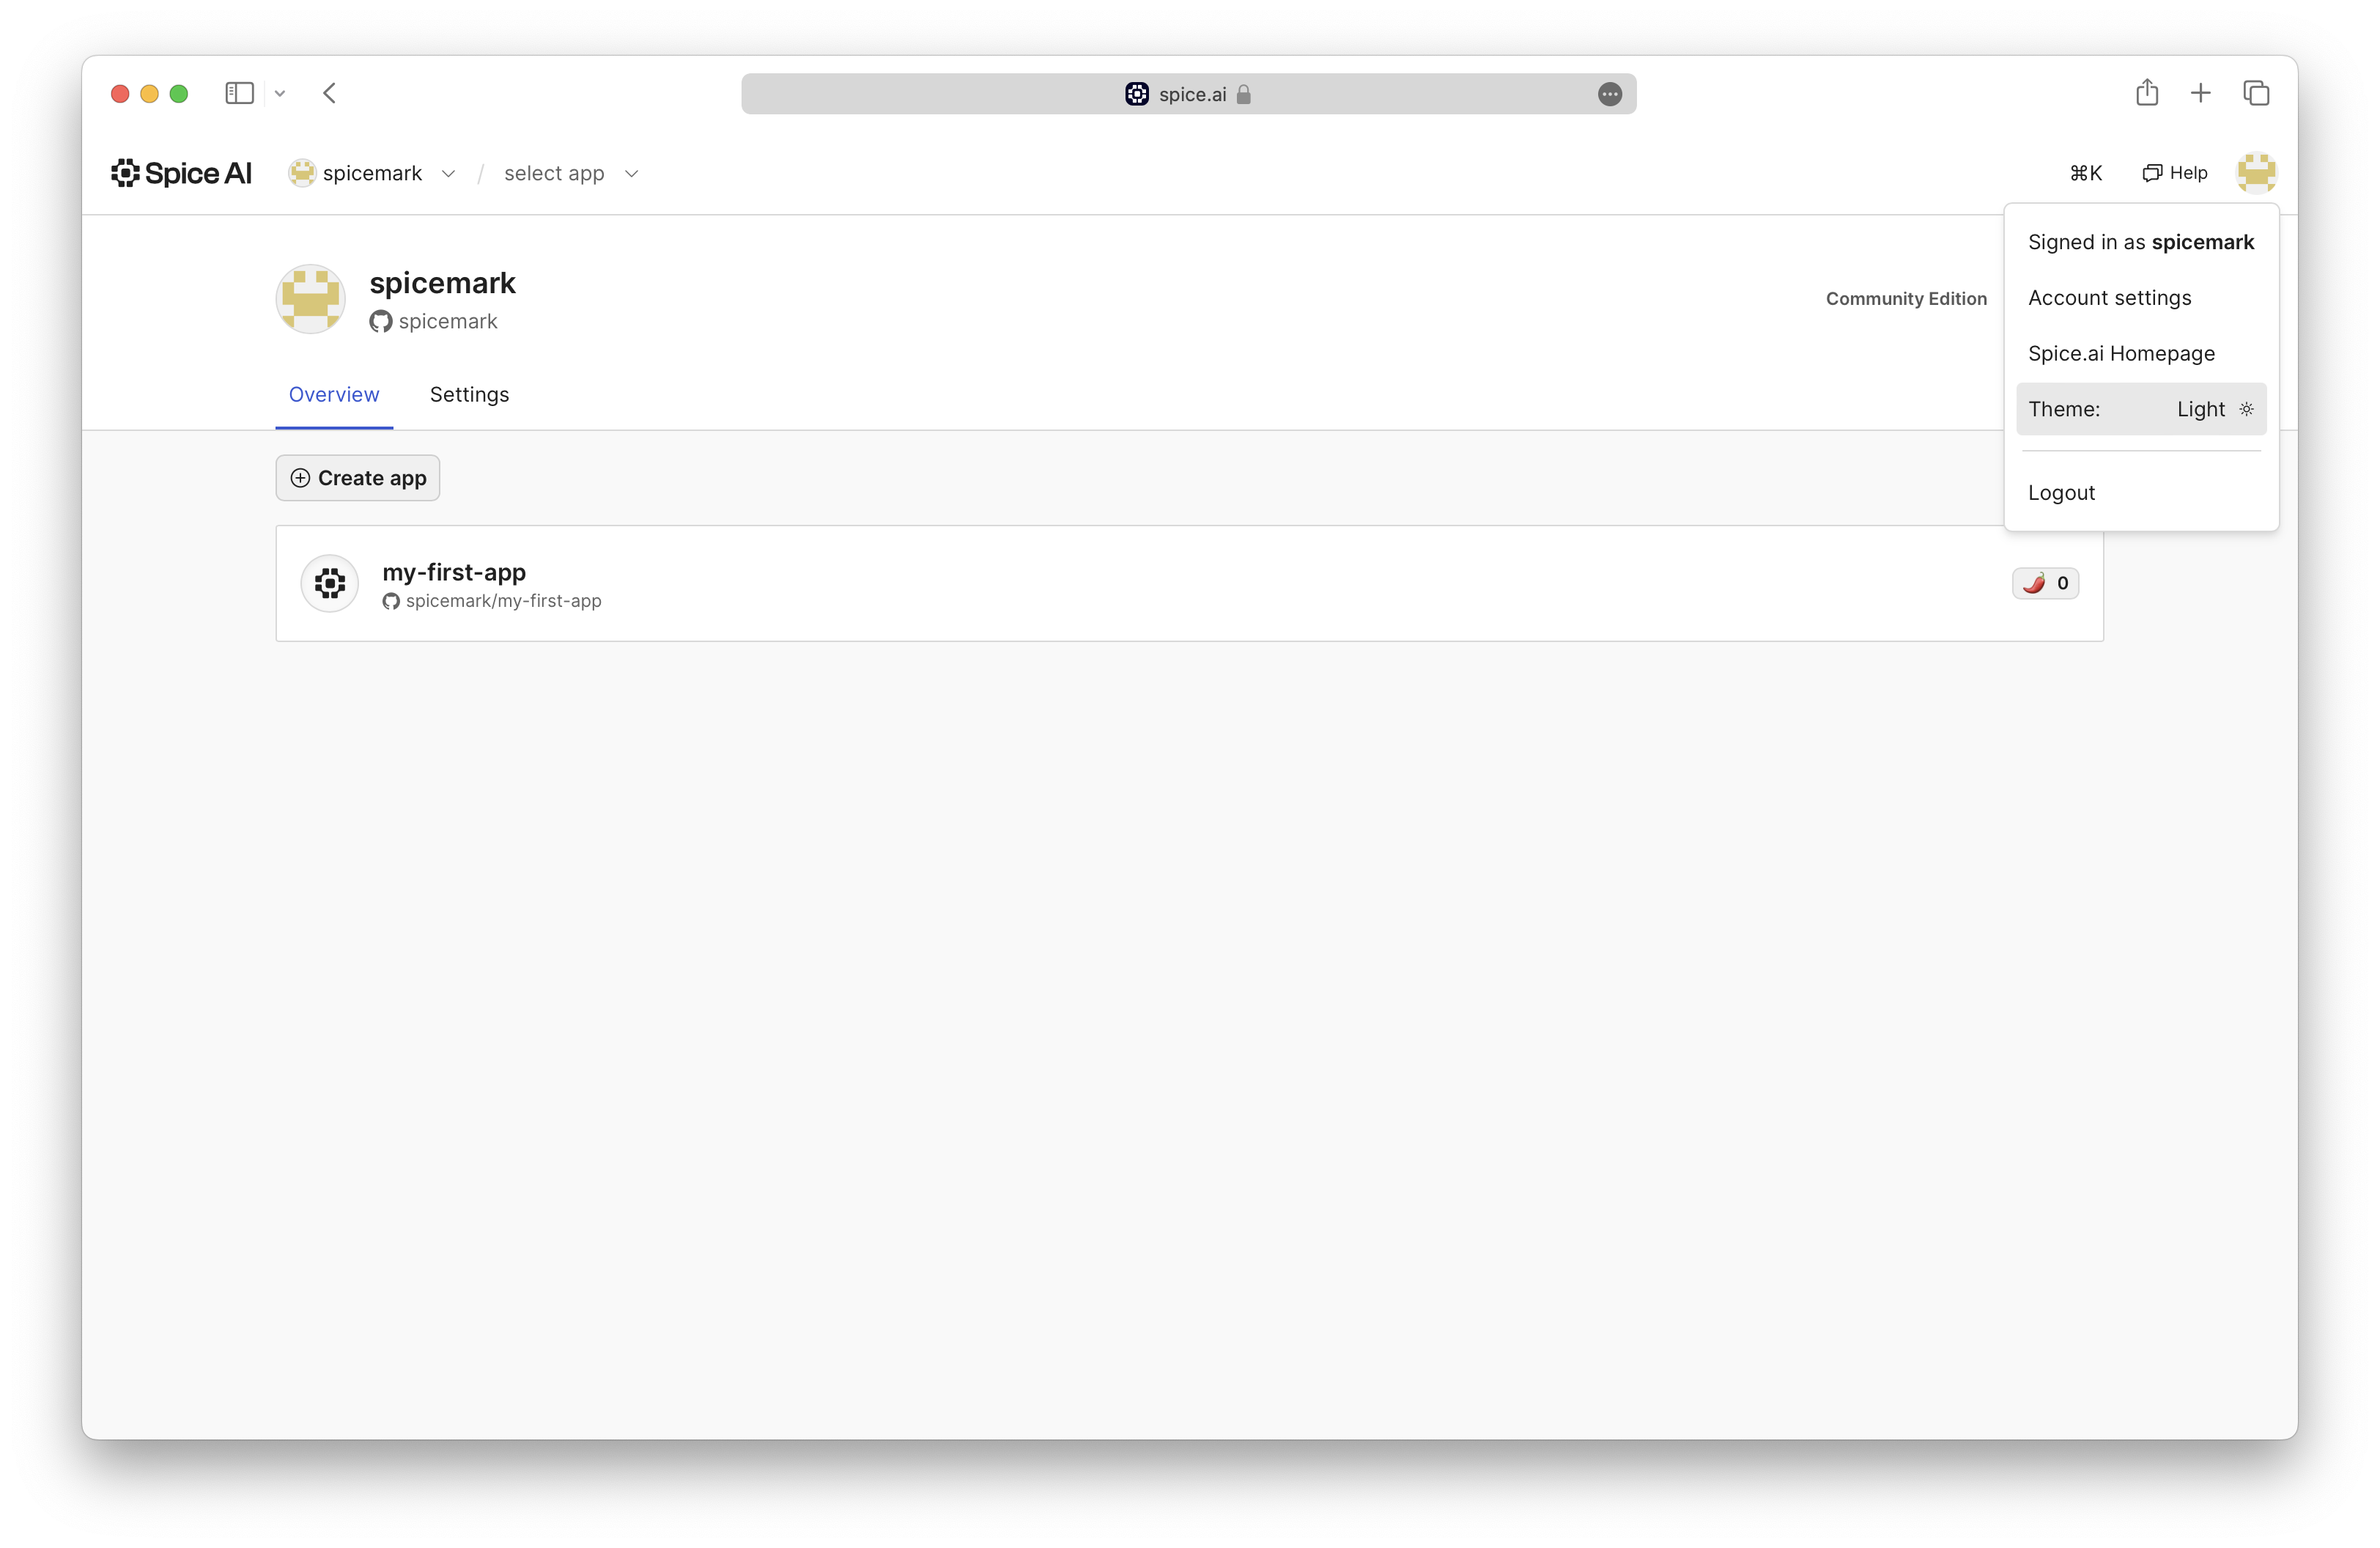 spice.ai
Spice AI spicemark / select app ⌘K Help
spicemark
spicemark
Community Edition
Signed in as spicemark
Account settings
Spice.ai Homepage
Theme: Light
Logout
Overview Settings
Create app
my-first-app
spicemark/my-first-app
0